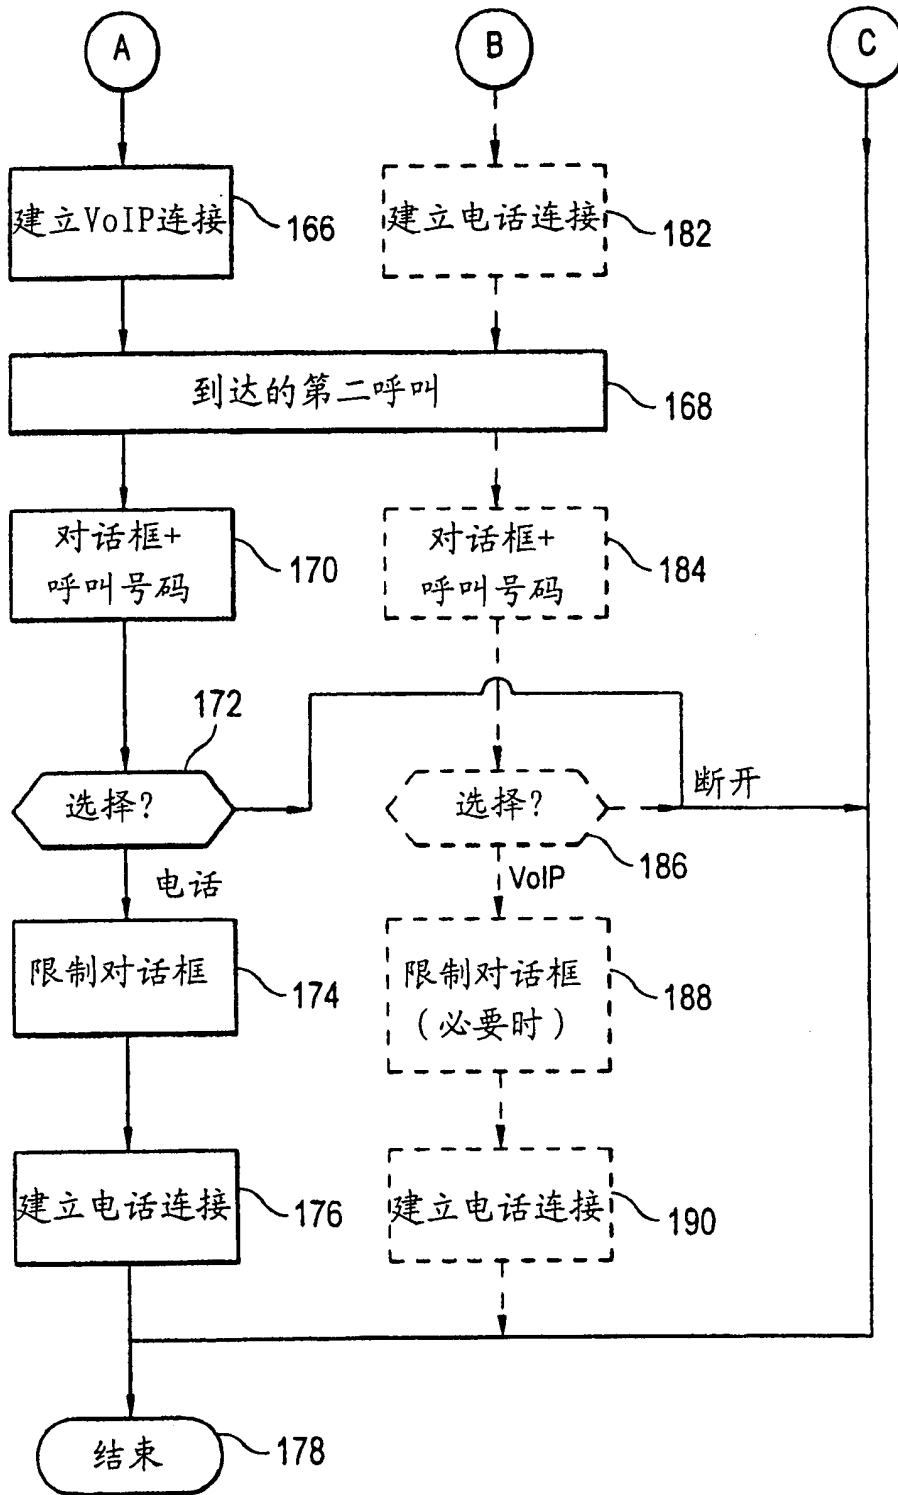 A
B
C
建立VoIP连接
166
建立电话连接
182
到达的第二呼叫
168
对话框+
呼叫号码
170
对话框+
呼叫号码
184
172
选择?
选择?
断开
186
电话
VoIP
限制对话框
174
限制对话框
(必要时)
188
建立电话连接
176
建立电话连接
190
结束
178